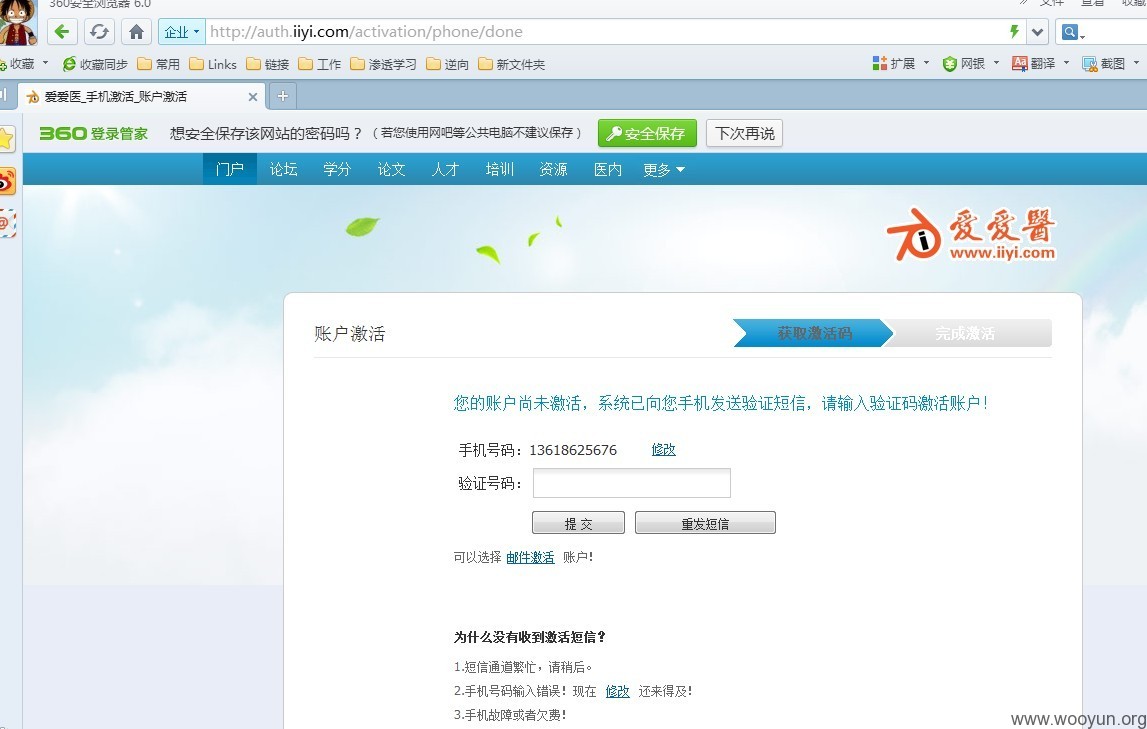 360安全浏览器 6.0
» 文件 查看 收藏
企业 http://auth.iiyi.com/activation/phone/done
收藏 收藏同步 常用 Links 链接 工作 渗透学习 逆向 新文件夹 扩展 网银 翻译 截图
爱爱医_手机激活_账户激活
360登录管家 想安全保存该网站的密码吗？（若您使用网吧等公共电脑不建议保存） 安全保存 下次再说
门户 论坛 学分 论文 人才 培训 资源 医内 更多
爱爱醫
www.iiyi.com
账户激活 获取激活码 完成激活
您的账户尚未激活，系统已向您手机发送验证短信，请输入验证码激活账户！
手机号码：13618625676 修改
验证号码：
提 交 重发短信
可以选择 邮件激活 账户！
为什么没有收到激活短信？
1.短信通道繁忙，请稍后。
2.手机号码输入错误！现在 修改 还来得及！
3.手机故障或者欠费！
www.wooyun.org